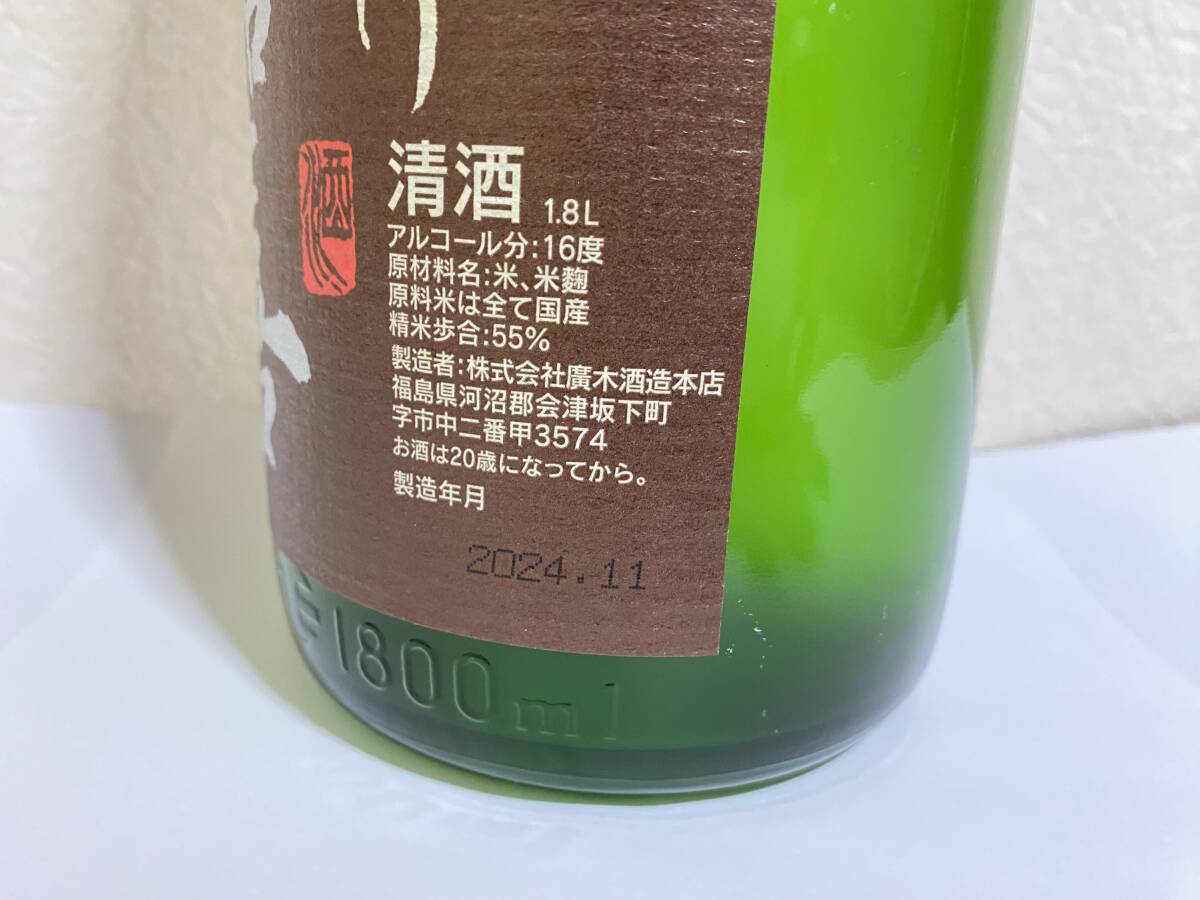 酒
清酒 1.8L
アルコール分:16度
原材料名:米、米麴
原料米は全て国産
精米歩合:55%
製造者:株式会社廣木酒造本店
福島県河沼郡会津坂下町
字市中二番甲3574
お酒は20歳になってから。
製造年月
2024.11
1800ml